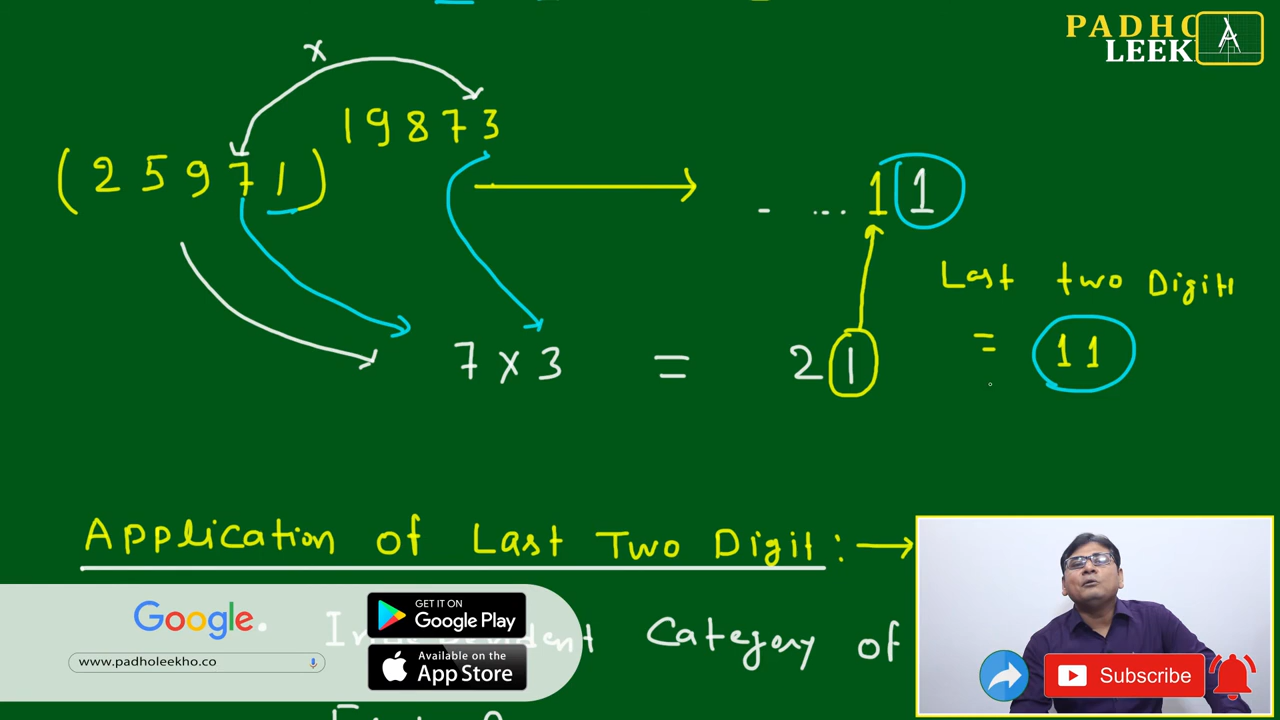 PADHO
LEEK
x
19873
(25971)
- ... 11
Last two Digit
7 x 3 = 21
= 11
Application of Last Two Digit : →
Google
GET IT ON
Google Play
Category of
www.padholeekho.co
Available on the
App Store
Subscribe